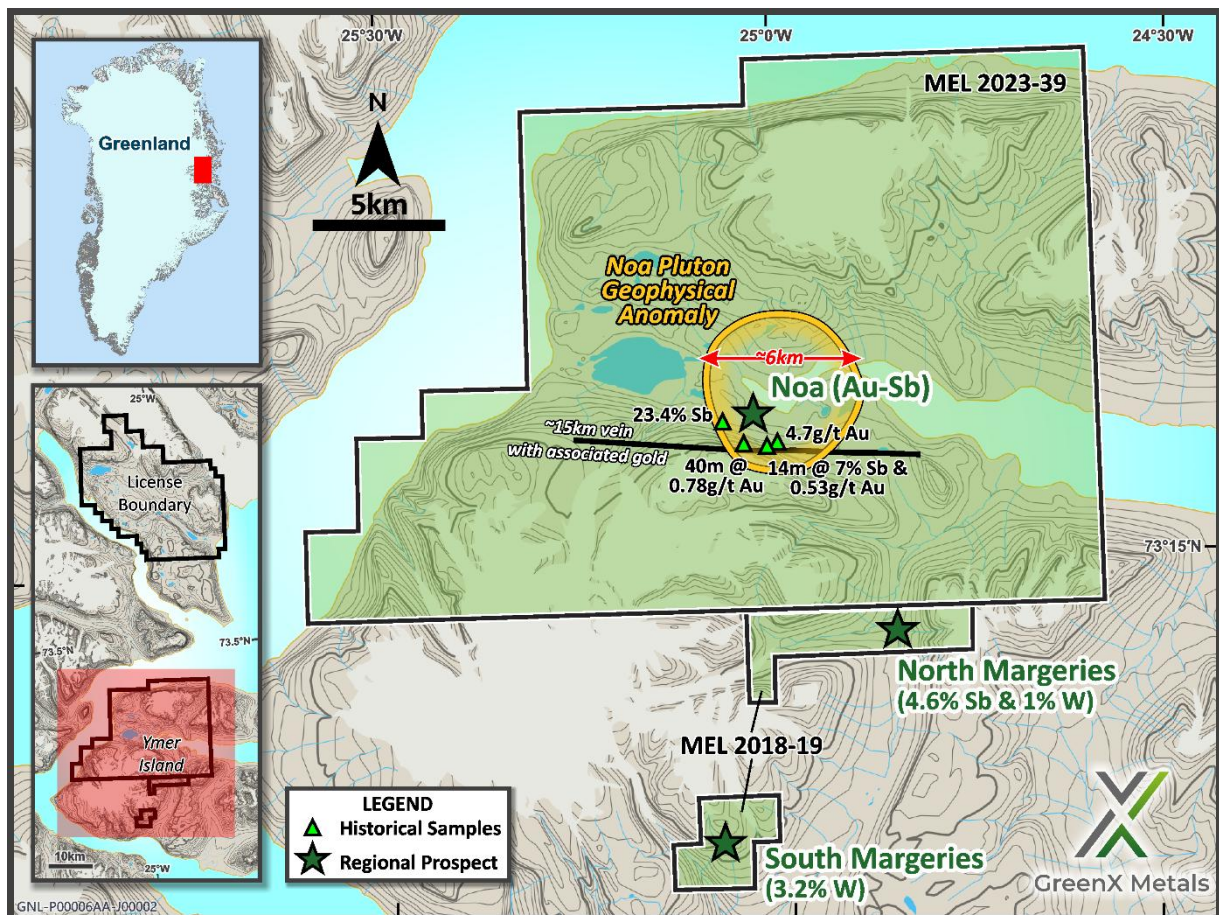 25°30'W
25°0'W
24°30'W
Greenland
N
5km
MEL 2023-39
Noa Pluton
Geophysical
Anomaly
~6km
Noa (Au-Sb)
23.4% Sb
4.7g/t Au
~15km vein
with associated gold
40m @
0.78g/t Au
14m @ 7% Sb &
0.53g/t Au
73°15'N
25°W
License
Boundary
73.5°N
73.5°N
Ymer
Island
10km
25°W
North Margeries
(4.6% Sb & 1% W)
MEL 2018-19
South Margeries
(3.2% W)
LEGEND
Historical Samples
Regional Prospect
GreenX Metals
GNL-P00006AA-J00002